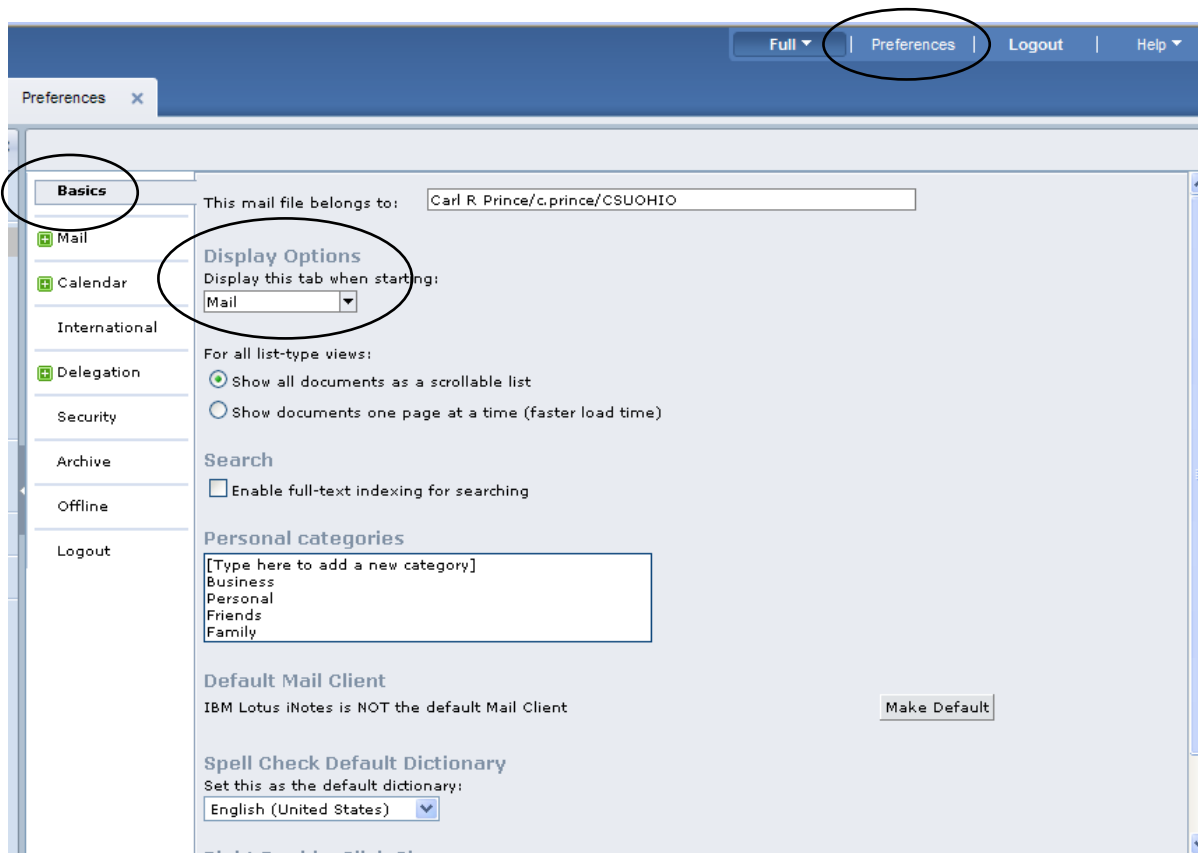 Full | Preferences | Logout | Help
Preferences
Basics
Mail
Calendar
International
Delegation
Security
Archive
Offline
Logout
This mail file belongs to: Carl R Prince/c.prince/CSUOHIO
Display Options
Display this tab when starting:
Mail
For all list-type views:
Show all documents as a scrollable list
Show documents one page at a time (faster load time)
Search
Enable full-text indexing for searching
Personal categories
[Type here to add a new category]
Business
Personal
Friends
Family
Default Mail Client
IBM Lotus iNotes is NOT the default Mail Client Make Default
Spell Check Default Dictionary
Set this as the default dictionary:
English (United States)